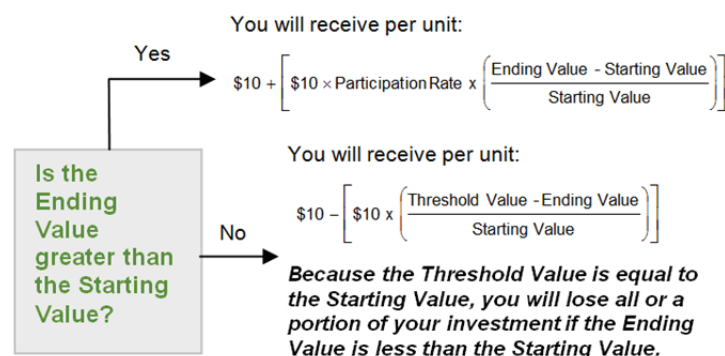 You will receive per unit:
Yes
$10 + [ $10 × Participation Rate x ( Ending Value - Starting Value / Starting Value ) ]
You will receive per unit:
Is the
Ending
Value
greater than
the Starting
Value?
No
$10 – [ $10 x ( Threshold Value - Ending Value / Starting Value ) ]
Because the Threshold Value is equal to
the Starting Value, you will lose all or a
portion of your investment if the Ending
Value is less than the Starting Value.